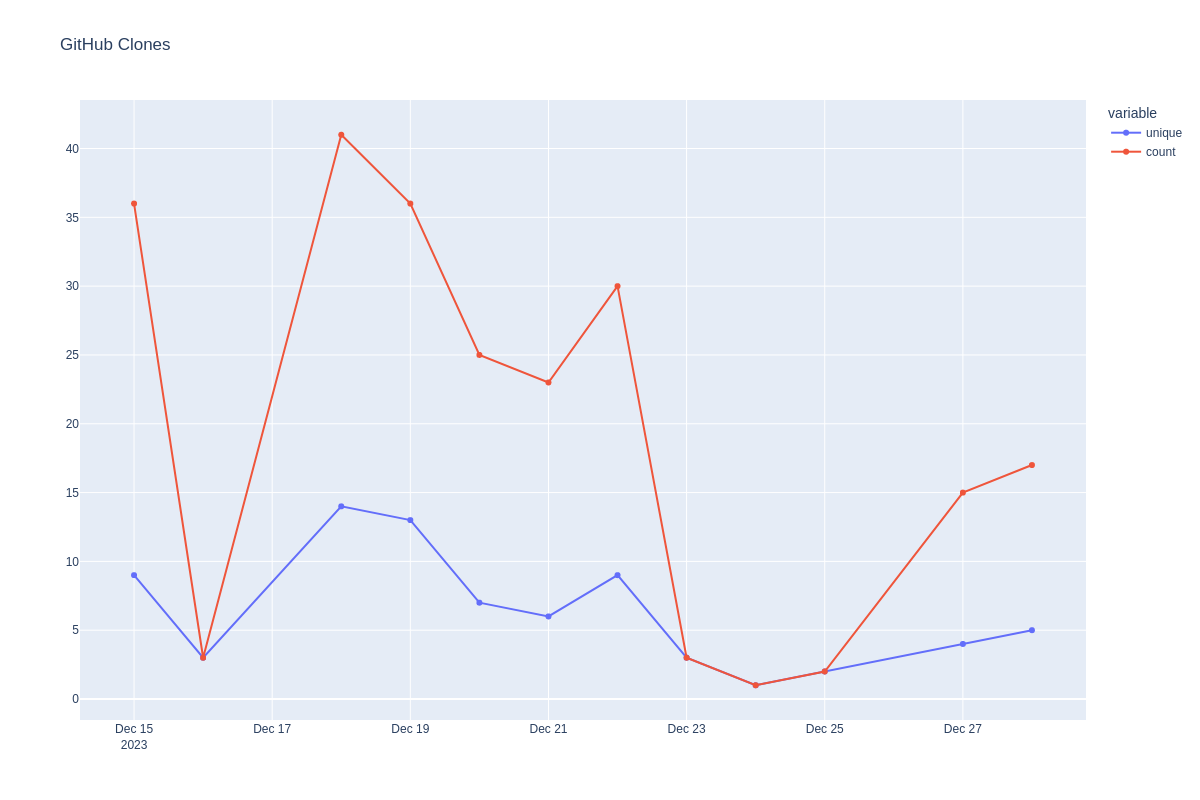 GitHub Clones
variable
unique
count
40
35
30
25
20
15
10
5
0
Dec 15
2023
Dec 17
Dec 19
Dec 21
Dec 23
Dec 25
Dec 27